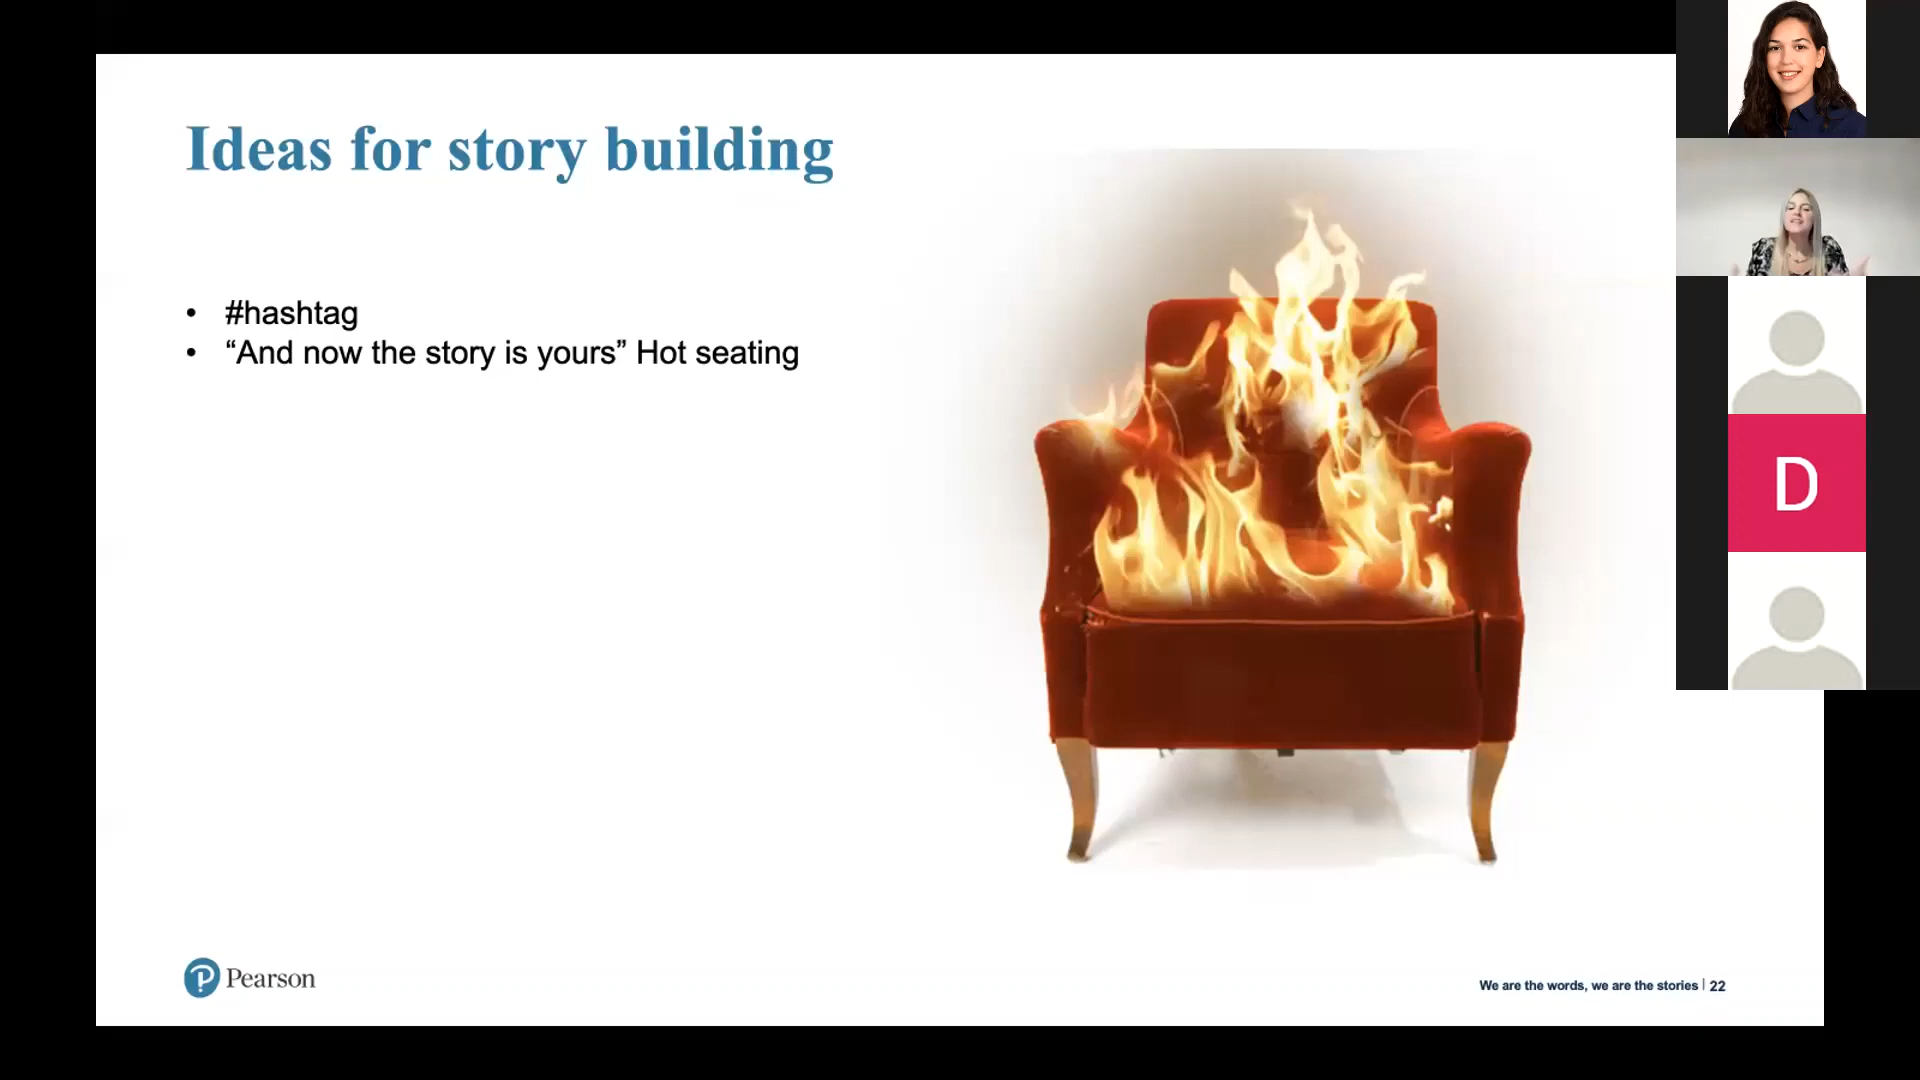 Ideas for story building
• #hashtag
• “And now the story is yours” Hot seating
D
Pearson
We are the words, we are the stories | 22